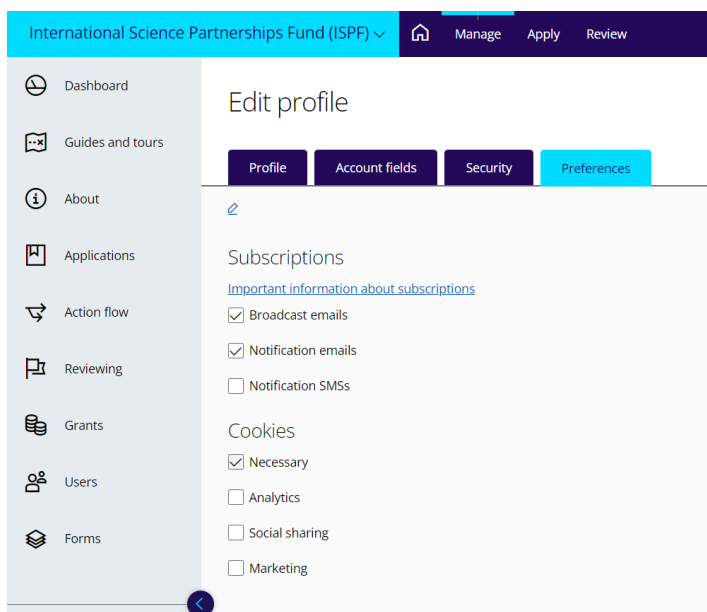 International Science Partnerships Fund (ISPF)
Manage
Apply
Review
Dashboard
Guides and tours
About
Applications
Action flow
Reviewing
Grants
Users
Forms
Edit profile
Profile
Account fields
Security
Preferences
Subscriptions
Important information about subscriptions
Broadcast emails
Notification emails
Notification SMSs
Cookies
Necessary
Analytics
Social sharing
Marketing